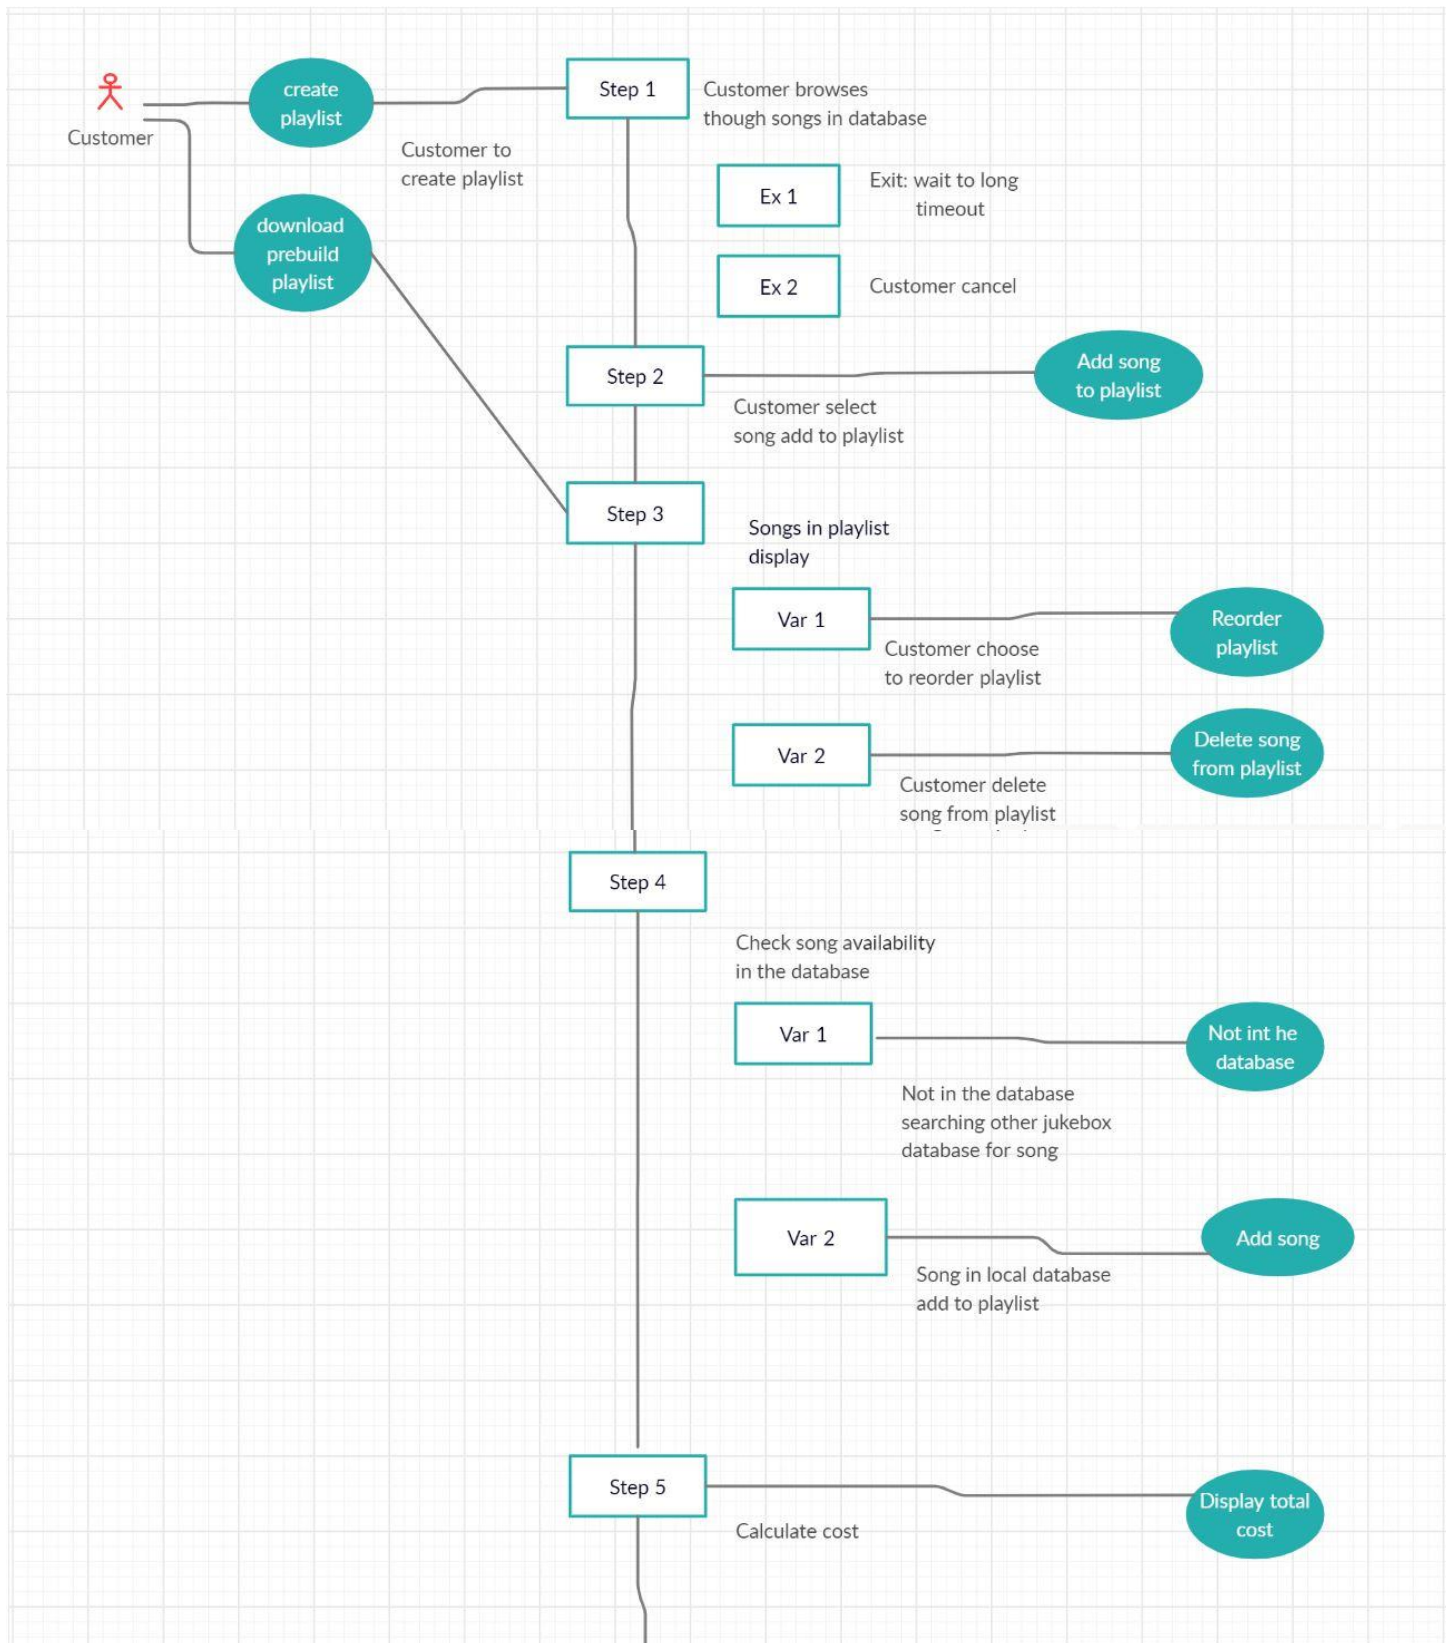 create
playlist
Step 1
Customer browses
though songs in database
Customer
Customer to
create playlist
Ex 1
Exit: wait to long
timeout
download
prebuild
playlist
Ex 2
Customer cancel
Step 2
Add song
to playlist
Customer select
song add to playlist
Step 3
Songs in playlist
display
Var 1
Reorder
playlist
Customer choose
to reorder playlist
Var 2
Delete song
from playlist
Customer delete
song from playlist
Step 4
Check song availability
in the database
Var 1
Not int he
database
Not in the database
searching other jukebox
database for song
Var 2
Add song
Song in local database
add to playlist
Step 5
Display total
cost
Calculate cost